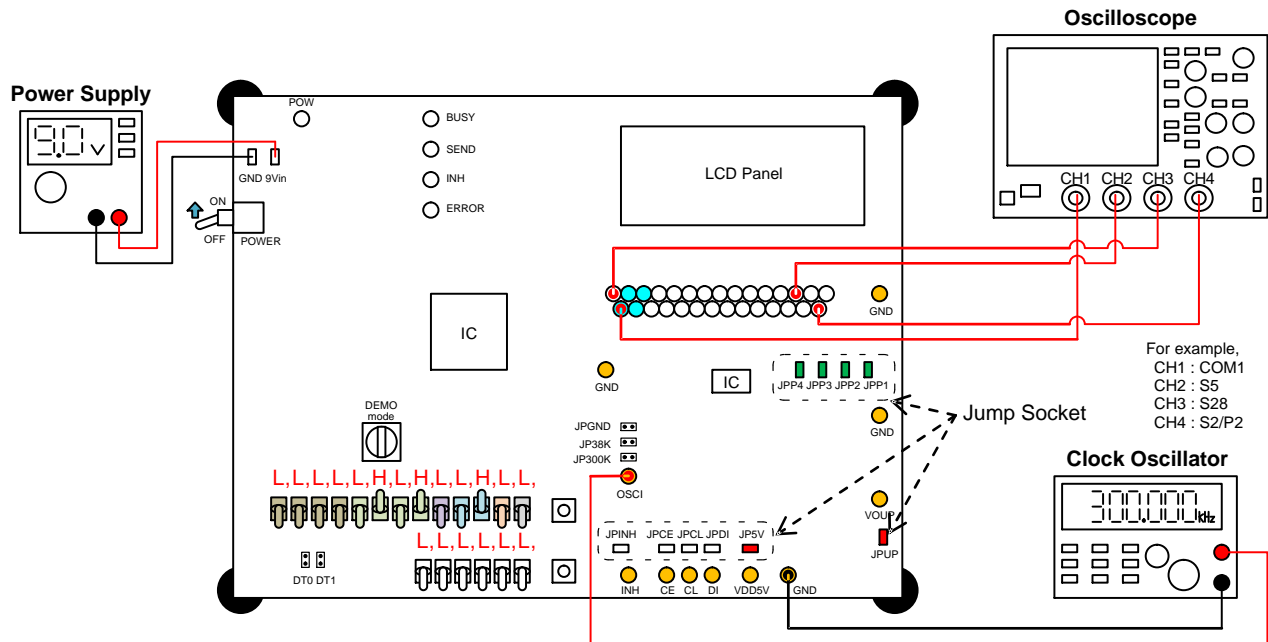 Oscilloscope
Power Supply
9.0 V
POW
BUSY
SEND
INH
ERROR
LCD Panel
CH1 CH2 CH3 CH4
GND 9Vin
ON
OFF
POWER
IC
GND
GND
IC
JPP4 JPP3 JPP2 JPP1
GND
For example,
CH1 : COM1
CH2 : S5
CH3 : S28
CH4 : S2/P2
Jump Socket
DEMO
mode
JPGND
JP38K
JP300K
OSCI
L,L,L,L,L,H,L,H,L,L,H,L,L,
L,L,L,L,L,L,
DT0 DT1
JPINH JPCE JPCL JPDI JP5V
INH CE CL DI VDD5V GND
VOUP
JPUP
Clock Oscillator
300.000 kHz